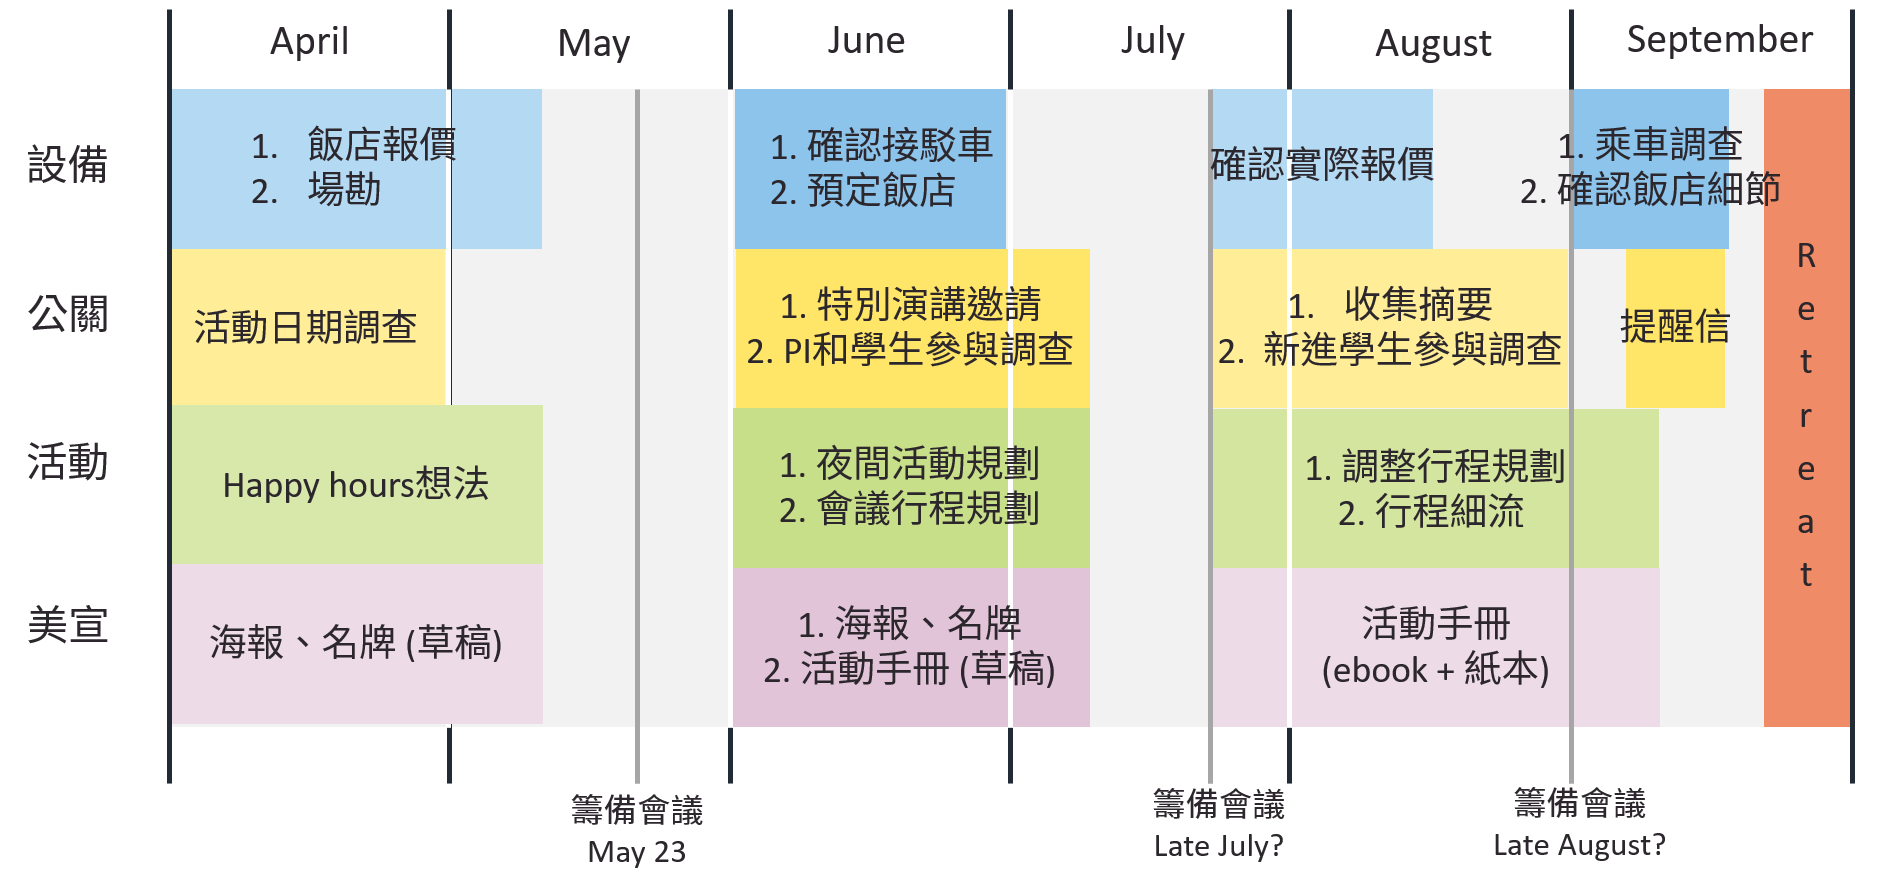 April
May
June
July
August
September
設備
1. 飯店報價
2. 場勘
1. 確認接駁車
2. 預定飯店
確認實際報價
1. 乘車調查
2. 確認飯店細節
公關
活動日期調查
1. 特別演講邀請
2. PI和學生參與調查
1. 收集摘要
2. 新進學生參與調查
提醒信
活動
Happy hours想法
1. 夜間活動規劃
2. 會議行程規劃
1. 調整行程規劃
2. 行程細流
美宣
海報、名牌 (草稿)
1. 海報、名牌
2. 活動手冊 (草稿)
活動手冊
(ebook + 紙本)
Retreat
籌備會議
May 23
籌備會議
Late July?
籌備會議
Late August?